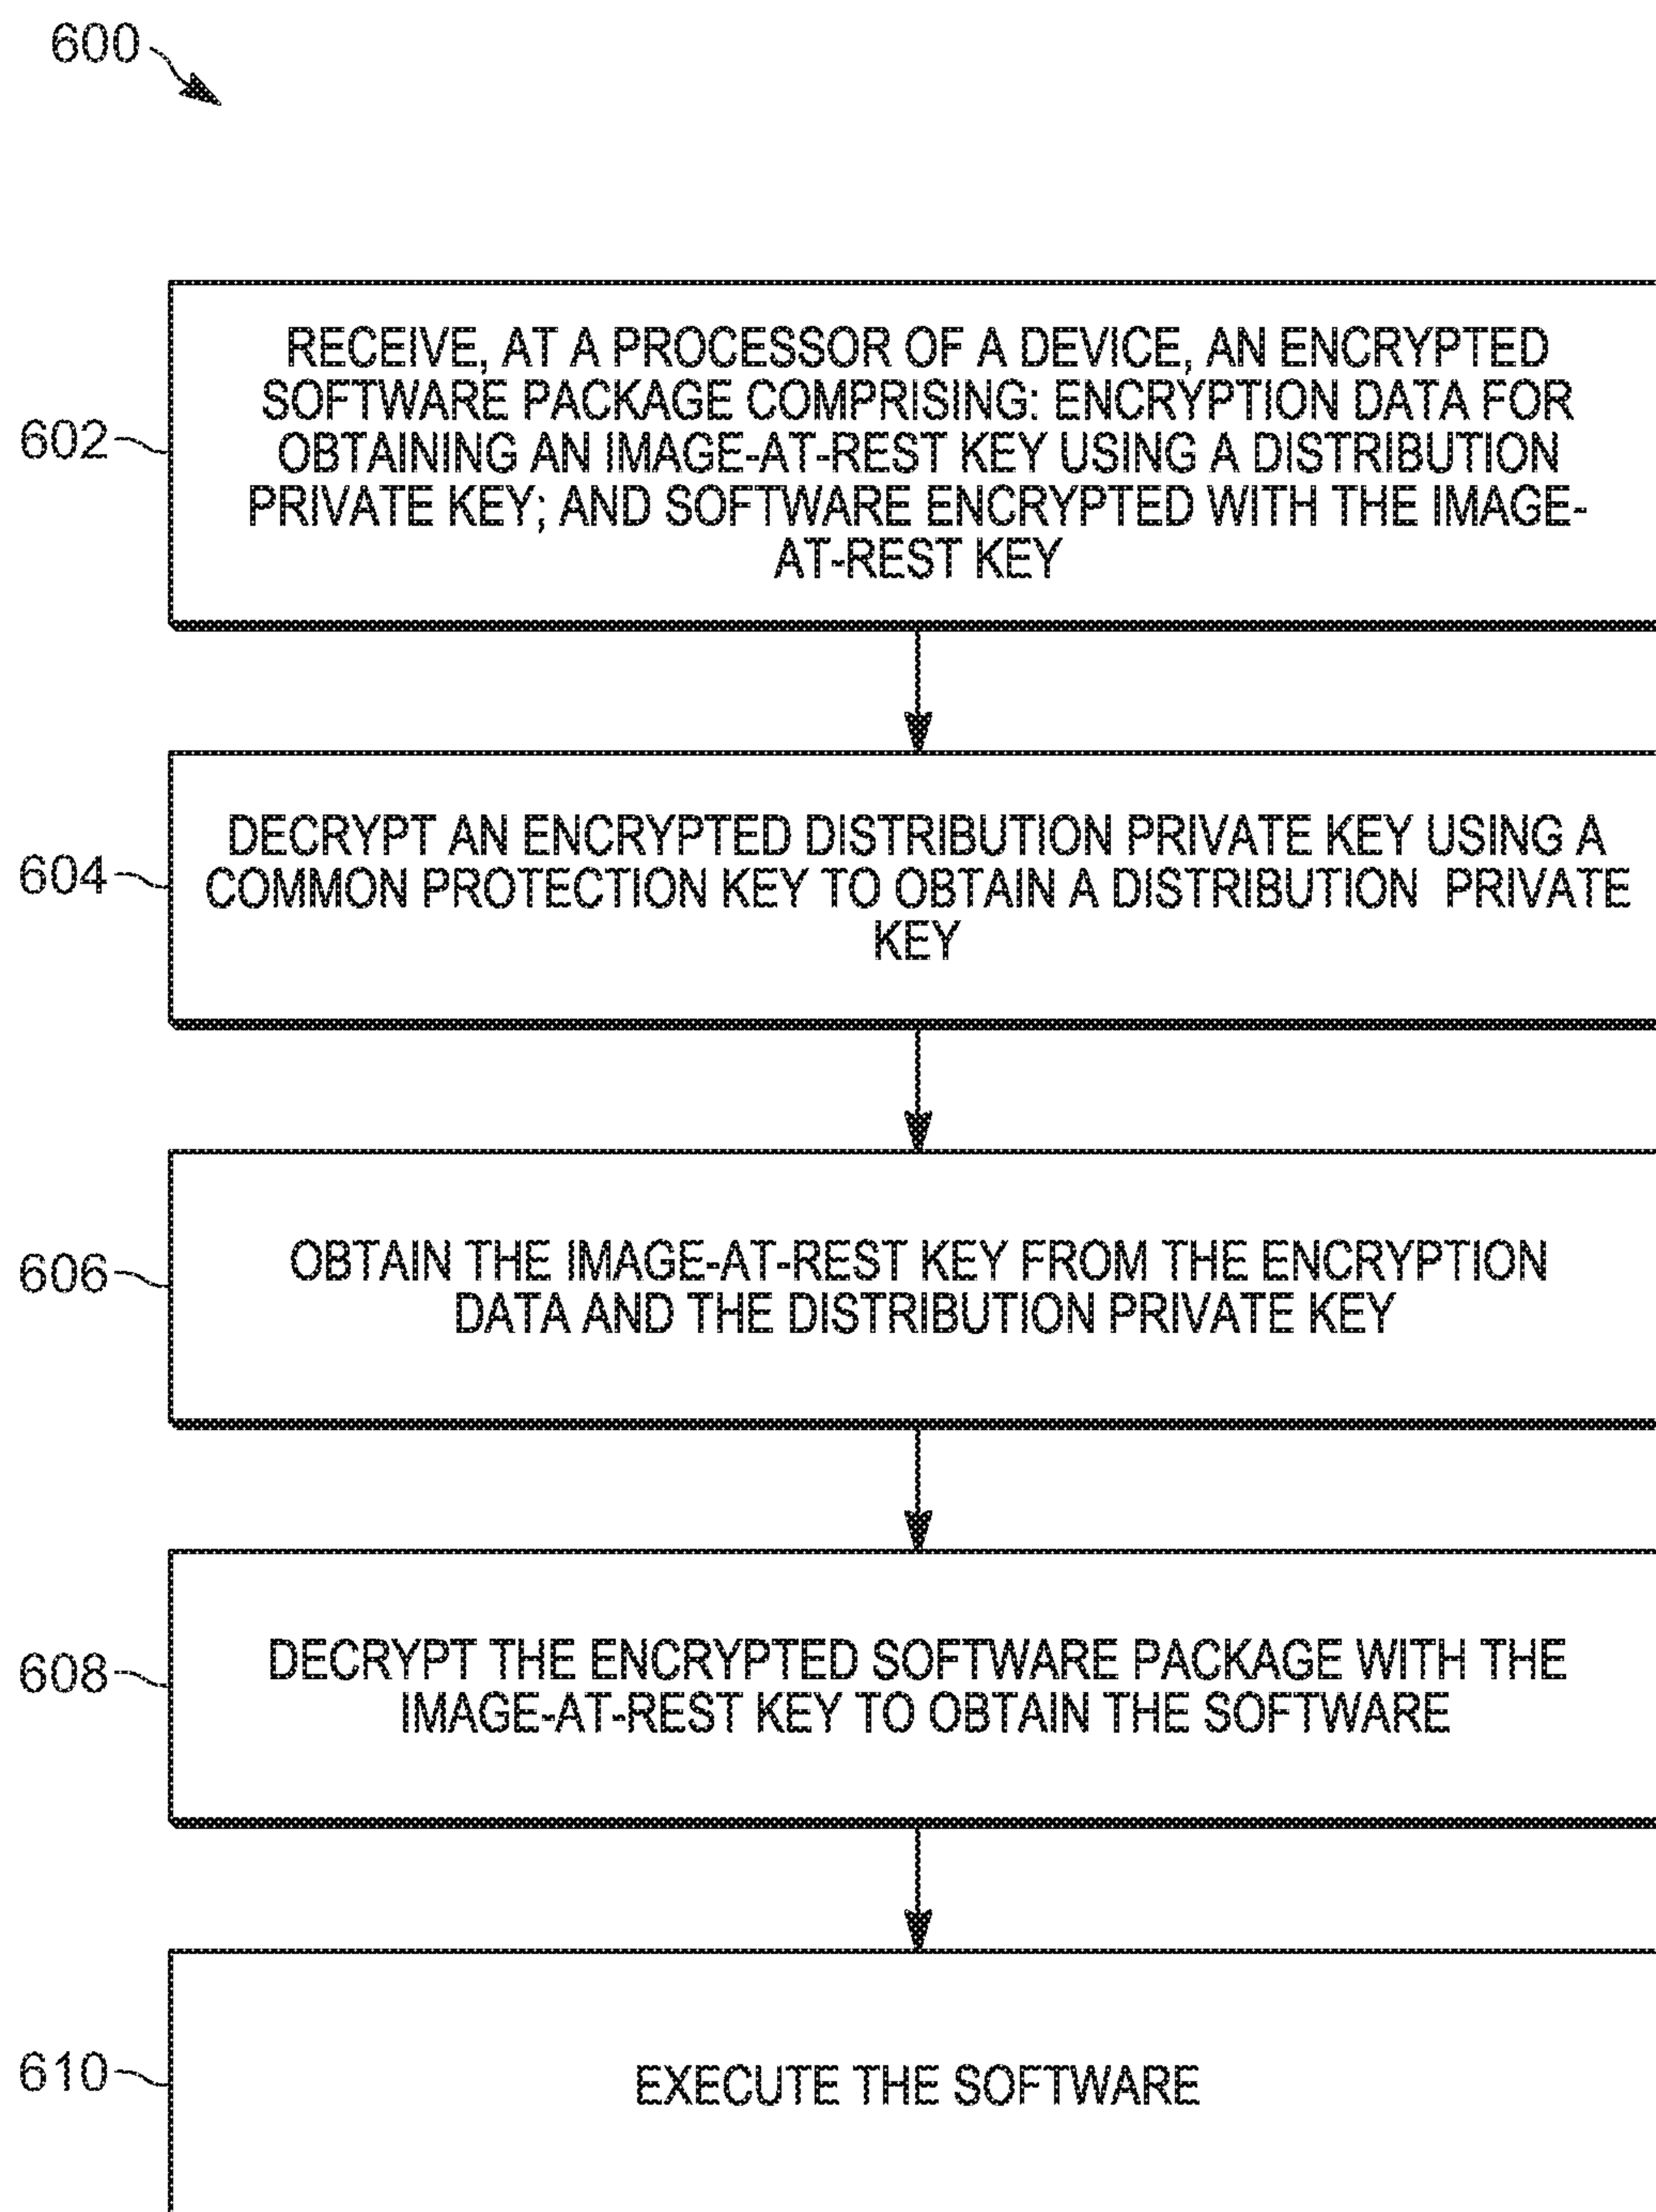 600
602
RECEIVE, AT A PROCESSOR OF A DEVICE, AN ENCRYPTED
SOFTWARE PACKAGE COMPRISING: ENCRYPTION DATA FOR
OBTAINING AN IMAGE-AT-REST KEY USING A DISTRIBUTION
PRIVATE KEY; AND SOFTWARE ENCRYPTED WITH THE IMAGE-
AT-REST KEY
604
DECRYPT AN ENCRYPTED DISTRIBUTION PRIVATE KEY USING A
COMMON PROTECTION KEY TO OBTAIN A DISTRIBUTION PRIVATE
KEY
606
OBTAIN THE IMAGE-AT-REST KEY FROM THE ENCRYPTION
DATA AND THE DISTRIBUTION PRIVATE KEY
608
DECRYPT THE ENCRYPTED SOFTWARE PACKAGE WITH THE
IMAGE-AT-REST KEY TO OBTAIN THE SOFTWARE
610
EXECUTE THE SOFTWARE